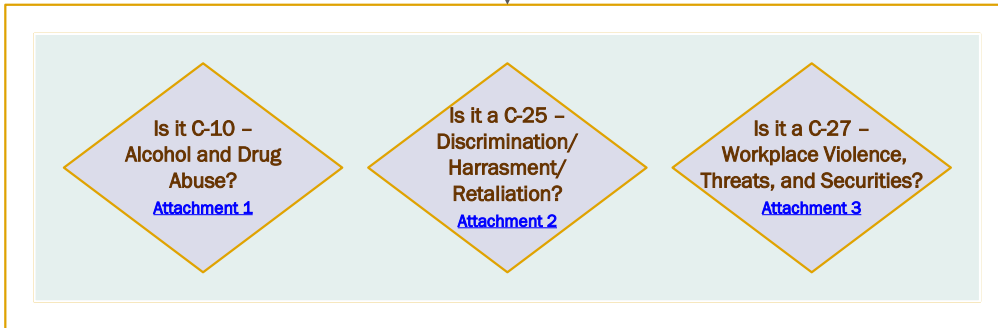 Is it C-10 –
Alcohol and Drug
Abuse?
Attachment 1
Is it a C-25 –
Discrimination/
Harrasment/
Retaliation?
Attachment 2
Is it a C-27 –
Workplace Violence,
Threats, and Securities?
Attachment 3